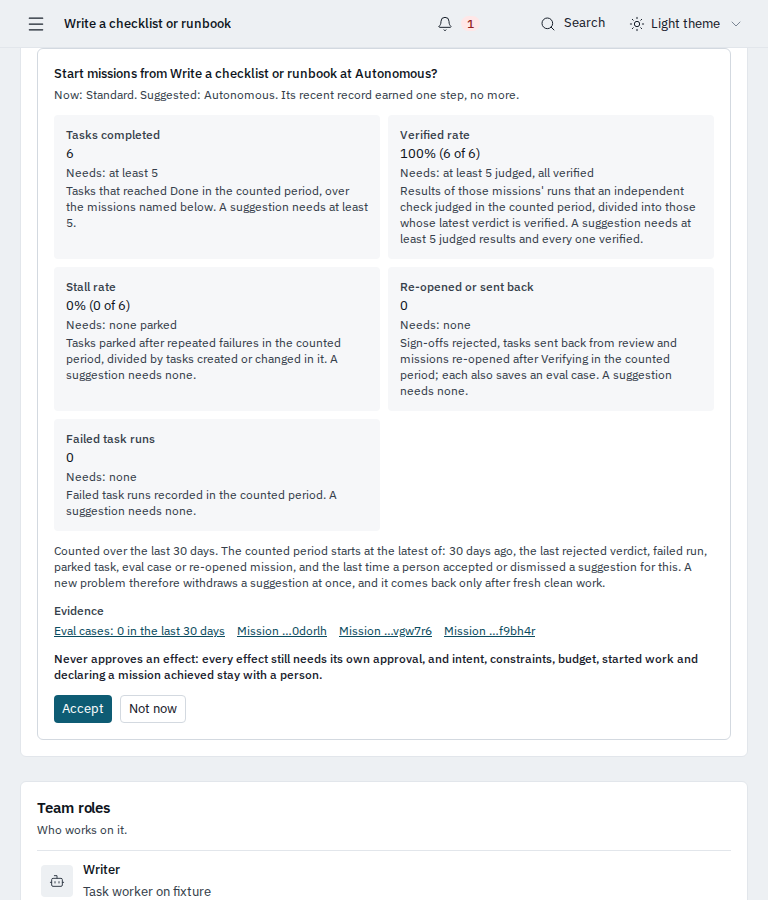 Write a checklist or runbook
1
Search
Light theme
Start missions from Write a checklist or runbook at Autonomous?
Now: Standard. Suggested: Autonomous. Its recent record earned one step, no more.
Tasks completed
6
Needs: at least 5
Tasks that reached Done in the counted period, over
the missions named below. A suggestion needs at least
5.
Verified rate
100% (6 of 6)
Needs: at least 5 judged, all verified
Results of those missions' runs that an independent
check judged in the counted period, divided into those
whose latest verdict is verified. A suggestion needs at
least 5 judged results and every one verified.
Stall rate
0% (0 of 6)
Needs: none parked
Tasks parked after repeated failures in the counted
period, divided by tasks created or changed in it. A
suggestion needs none.
Re-opened or sent back
0
Needs: none
Sign-offs rejected, tasks sent back from review and
missions re-opened after Verifying in the counted
period; each also saves an eval case. A suggestion
needs none.
Failed task runs
0
Needs: none
Failed task runs recorded in the counted period. A
suggestion needs none.
Counted over the last 30 days. The counted period starts at the latest of: 30 days ago, the last rejected verdict, failed run,
parked task, eval case or re-opened mission, and the last time a person accepted or dismissed a suggestion for this. A
new problem therefore withdraws a suggestion at once, and it comes back only after fresh clean work.
Evidence
Eval cases: 0 in the last 30 days Mission …0dorlh Mission …vgw7r6 Mission …f9bh4r
Never approves an effect: every effect still needs its own approval, and intent, constraints, budget, started work and
declaring a mission achieved stay with a person.
Accept
Not now
Team roles
Who works on it.
Writer
Task worker on fixture